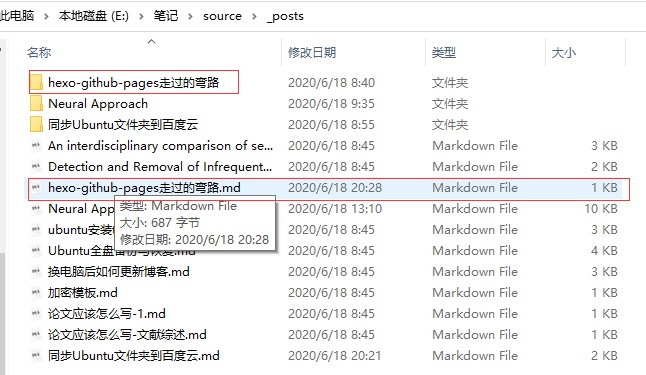 此电脑 > 本地磁盘 (E:) > 笔记 > source > _posts
名称 修改日期 类型 大小
hexo-github-pages走过的弯路 2020/6/18 8:40 文件夹
Neural Approach 2020/6/18 9:35 文件夹
同步Ubuntu文件夹到百度云 2020/6/18 8:55 文件夹
An interdisciplinary comparison of se... 2020/6/18 8:45 Markdown File 3 KB
Detection and Removal of Infrequent... 2020/6/18 8:45 Markdown File 2 KB
hexo-github-pages走过的弯路.md 2020/6/18 20:28 Markdown File 1 KB
Neural App 2020/6/18 13:10 Markdown File 10 KB
类型: Markdown File
大小: 687 字节
修改日期: 2020/6/18 20:28
ubuntu安装 2020/6/18 8:45 Markdown File 3 KB
Ubuntu全盘备份与恢复.md 2020/6/18 8:45 Markdown File 4 KB
换电脑后如何更新博客.md 2020/6/18 8:45 Markdown File 3 KB
加密模板.md 2020/6/18 8:45 Markdown File 1 KB
论文应该怎么写-1.md 2020/6/18 8:45 Markdown File 1 KB
论文应该怎么写-文献综述.md 2020/6/18 8:45 Markdown File 1 KB
同步Ubuntu文件夹到百度云.md 2020/6/18 20:21 Markdown File 2 KB